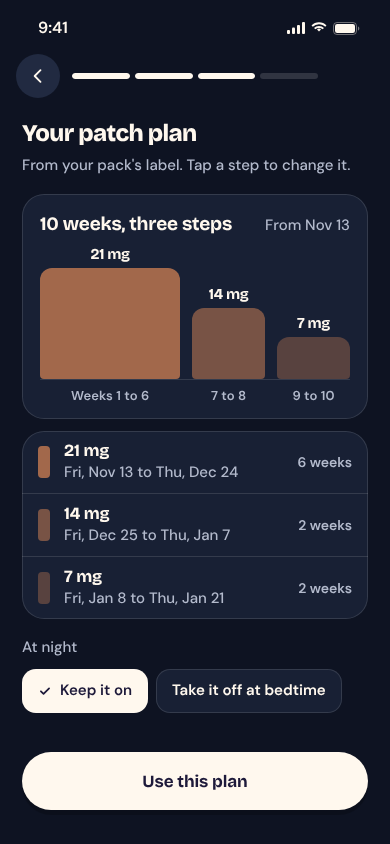 9:41
Your patch plan
From your pack's label. Tap a step to change it.
10 weeks, three steps
From Nov 13
21 mg
14 mg
7 mg
Weeks 1 to 6
7 to 8
9 to 10
21 mg
Fri, Nov 13 to Thu, Dec 24
6 weeks
14 mg
Fri, Dec 25 to Thu, Jan 7
2 weeks
7 mg
Fri, Jan 8 to Thu, Jan 21
2 weeks
At night
Keep it on
Take it off at bedtime
Use this plan